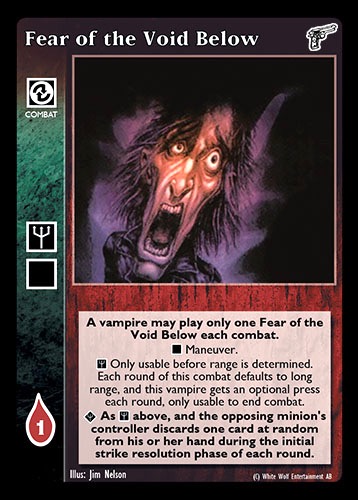 Fear of the Void Below
COMBAT
A vampire may play only one Fear of the
Void Below each combat.
Maneuver.
Only usable before range is determined.
Each round of this combat defaults to long
range, and this vampire gets an optional press
each round, only usable to end combat.
As above, and the opposing minion's
controller discards one card at random
from his or her hand during the initial
strike resolution phase of each round.
1
Illus: Jim Nelson
(C) White Wolf Entertainment AB